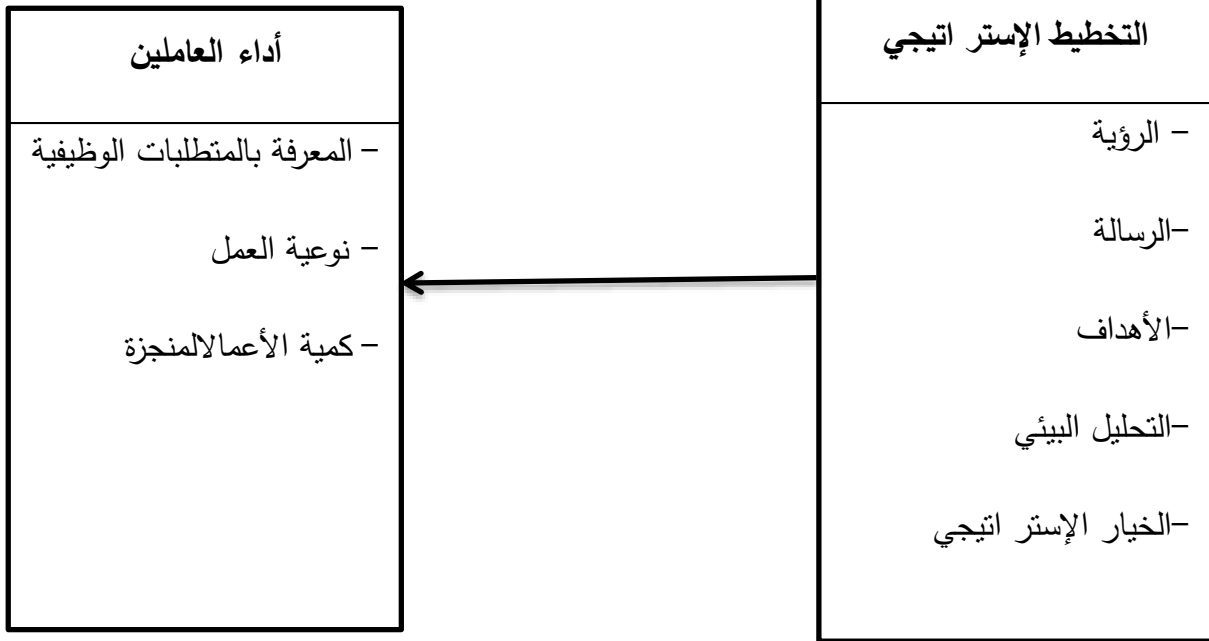 التخطيط الإستر اتيجي
- الرؤية
-الرسالة
-الأهداف
-التحليل البيئي
-الخيار الإستر اتيجي
أداء العاملين
- المعرفة بالمتطلبات الوظيفية
- نوعية العمل
- كمية الأعمالالمنجزة